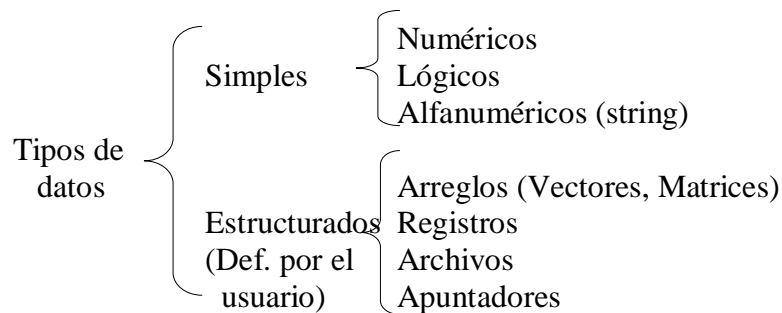 Tipos de
datos
Simples
Numéricos
Lógicos
Alfanuméricos (string)
Estructurados
(Def. por el
usuario)
Arreglos (Vectores, Matrices)
Registros
Archivos
Apuntadores